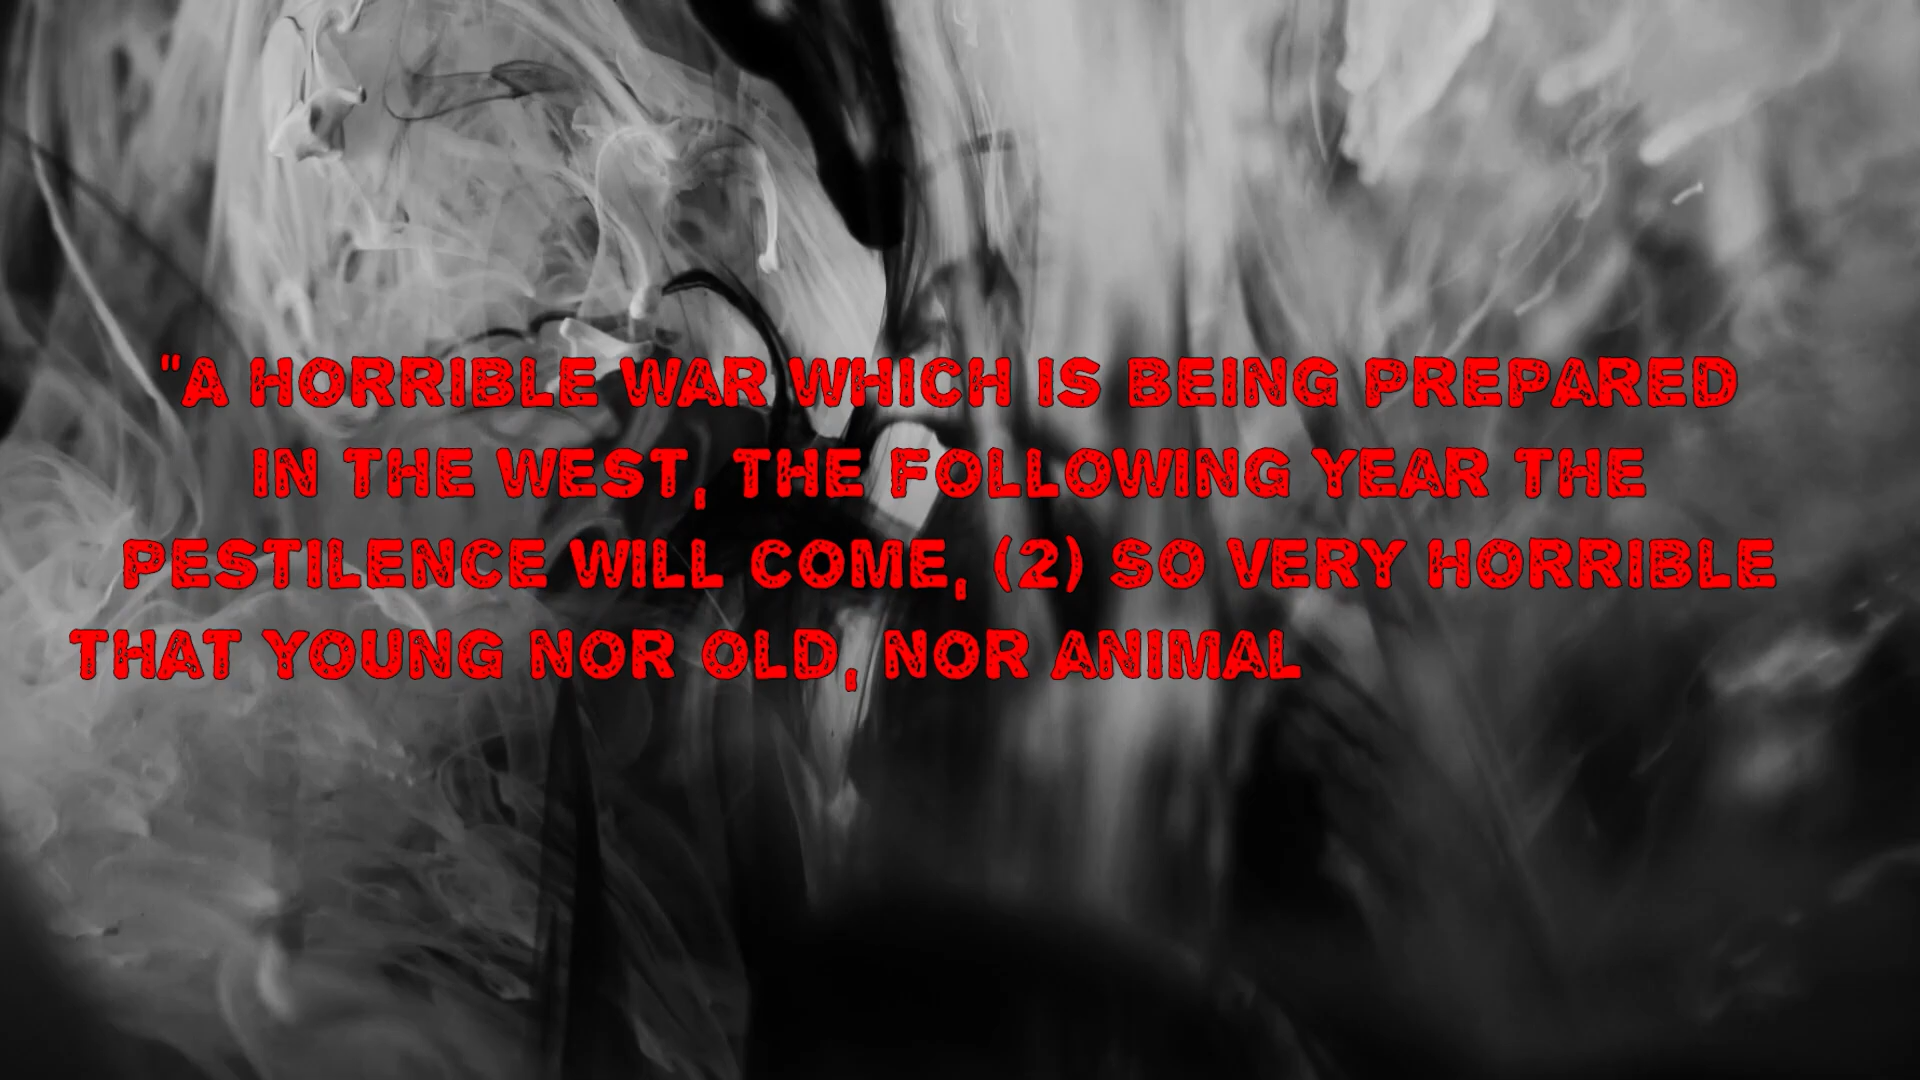 "A HORRIBLE WAR WHICH IS BEING PREPARED
IN THE WEST, THE FOLLOWING YEAR THE
PESTILENCE WILL COME, (2) SO VERY HORRIBLE
THAT YOUNG NOR OLD, NOR ANIMAL